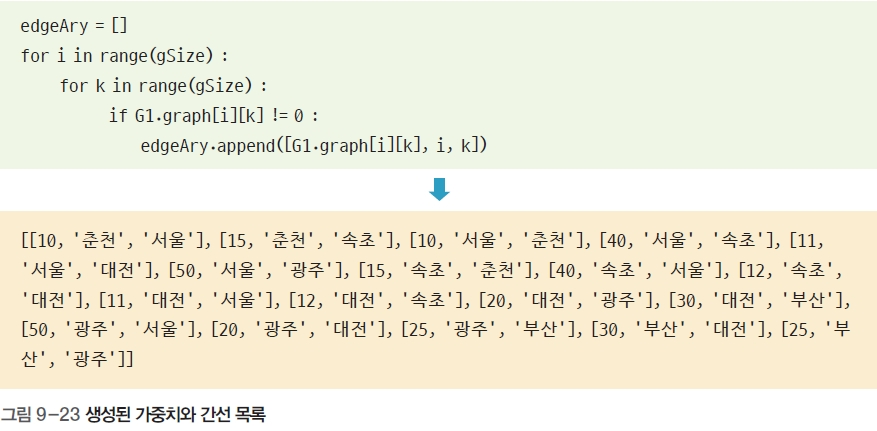 edgeAry = []
for i in range(gSize) :
for k in range(gSize) :
if G1.graph[i][k] != 0 :
edgeAry.append([G1.graph[i][k], i, k])
[[10, '춘천', '서울'], [15, '춘천', '속초'], [10, '서울', '춘천'], [40, '서울', '속초'], [11,
'서울', '대전'], [50, '서울', '광주'], [15, '속초', '춘천'], [40, '속초', '서울'], [12, '속초',
'대전'], [11, '대전', '서울'], [12, '대전', '속초'], [20, '대전', '광주'], [30, '대전', '부산'],
[50, '광주', '서울'], [20, '광주', '대전'], [25, '광주', '부산'], [30, '부산', '대전'], [25, '부
산', '광주']]
그림 9-23 생성된 가중치와 간선 목록